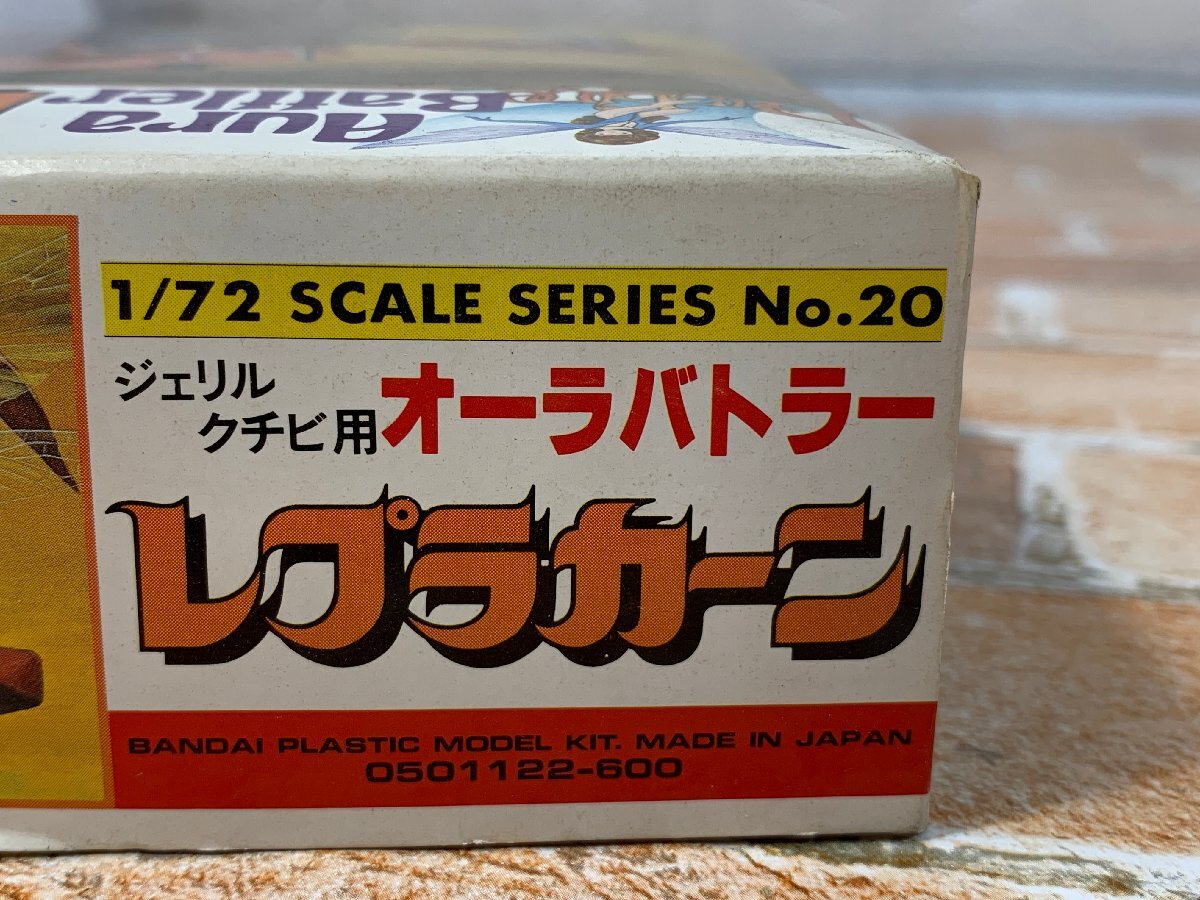 Aura
Battler
1/72 SCALE SERIES No.20
ジェリル
クチビ用
オーラバトラー
レプラカーン
BANDAI PLASTIC MODEL KIT. MADE IN JAPAN
0501122-600